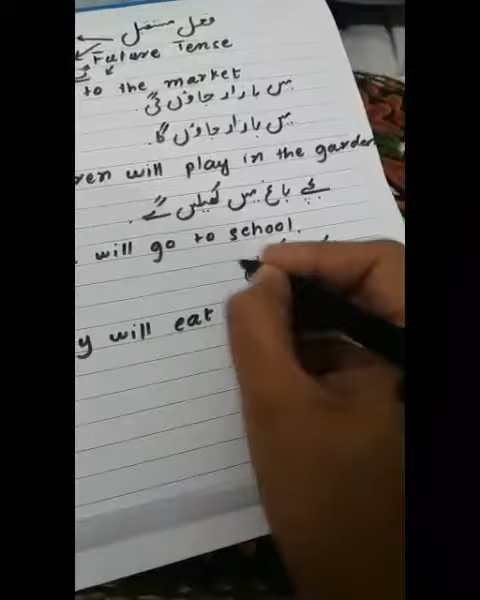 فعل مستقبل
Future Tense
to the market
میں بازار جاؤں گی.
میں بازار جاؤں گا.
ren will play in the garden
بچے باغ میں کھیلیں گے.
will go to school.
y will eat